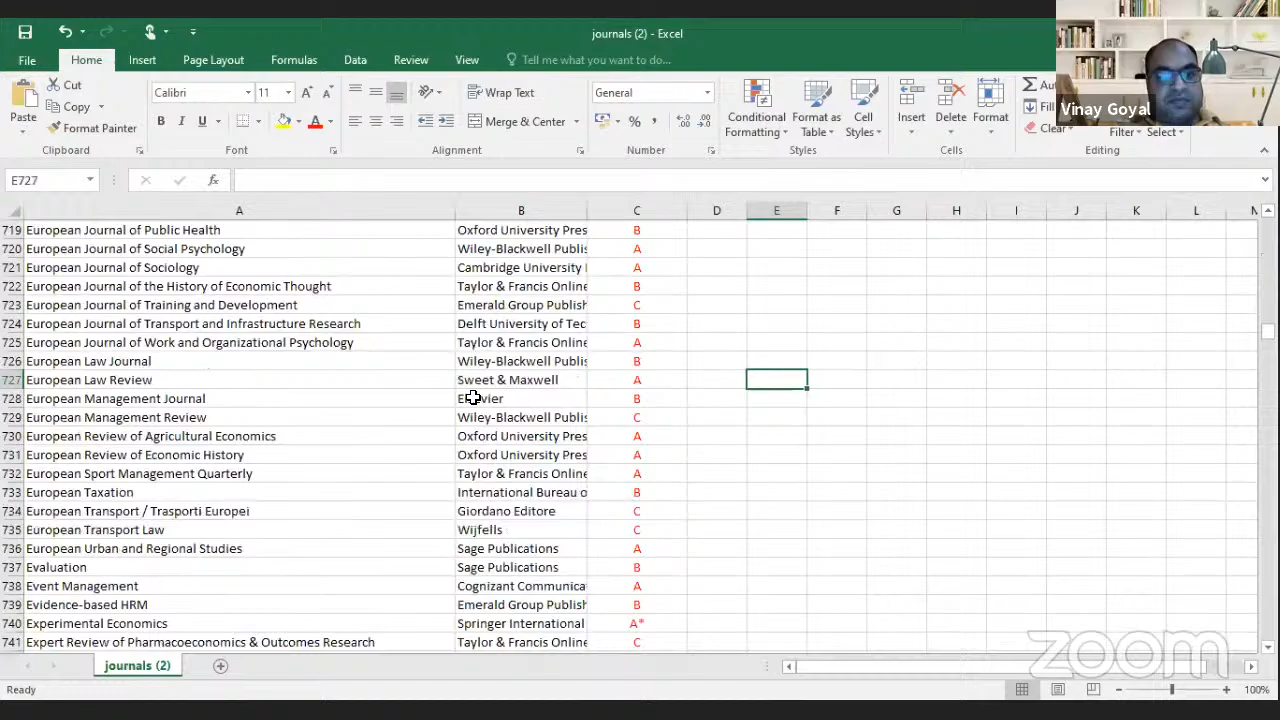 journals (2) - Excel
File Home Insert Page Layout Formulas Data Review View Tell me what you want to do...
Vinay Goyal
Paste
Cut
Copy
Format Painter
Clipboard
Calibri 11
B I U
Font
Wrap Text
Merge & Center
Alignment
General
Number
Conditional Formatting
Format as Table
Cell Styles
Styles
Insert Delete Format
Cells
Clear
Filter Select
Editing
E727
A B C D E F G H I J K L
719 European Journal of Public Health Oxford University Pres B
720 European Journal of Social Psychology Wiley-Blackwell Publis A
721 European Journal of Sociology Cambridge University A
722 European Journal of the History of Economic Thought Taylor & Francis Online B
723 European Journal of Training and Development Emerald Group Publish C
724 European Journal of Transport and Infrastructure Research Delft University of Tec B
725 European Journal of Work and Organizational Psychology Taylor & Francis Online A
726 European Law Journal Wiley-Blackwell Publis B
727 European Law Review Sweet & Maxwell A
728 European Management Journal Elsevier B
729 European Management Review Wiley-Blackwell Publis C
730 European Review of Agricultural Economics Oxford University Pres A
731 European Review of Economic History Oxford University Pres A
732 European Sport Management Quarterly Taylor & Francis Online A
733 European Taxation International Bureau o B
734 European Transport / Trasporti Europei Giordano Editore C
735 European Transport Law Wijfells C
736 European Urban and Regional Studies Sage Publications A
737 Evaluation Sage Publications B
738 Event Management Cognizant Communica A
739 Evidence-based HRM Emerald Group Publish B
740 Experimental Economics Springer International A*
741 Expert Review of Pharmacoeconomics & Outcomes Research Taylor & Francis Online C
zoom
journals (2)
Ready
100%